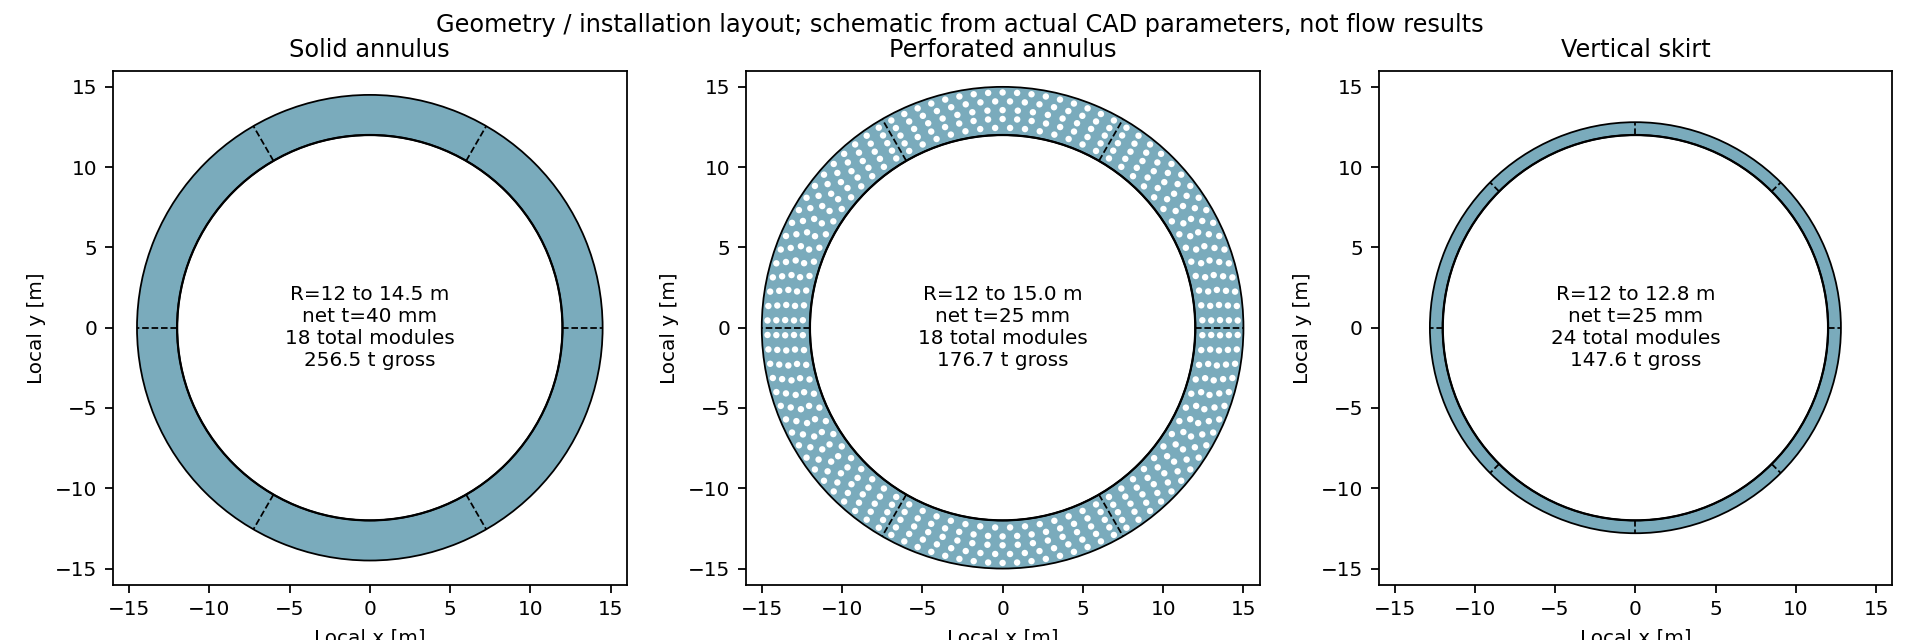 Geometry / installation layout; schematic from actual CAD parameters, not flow results
Solid annulus
15
10
5
0
−5
−10
−15
Local y [m]
R=12 to 14.5 m
net t=40 mm
18 total modules
256.5 t gross
−15
−10
−5
0
5
10
15
Local x [m]
Perforated annulus
15
10
5
0
−5
−10
−15
Local y [m]
R=12 to 15.0 m
net t=25 mm
18 total modules
176.7 t gross
−15
−10
−5
0
5
10
15
Local x [m]
Vertical skirt
15
10
5
0
−5
−10
−15
Local y [m]
R=12 to 12.8 m
net t=25 mm
24 total modules
147.6 t gross
−15
−10
−5
0
5
10
15
Local x [m]